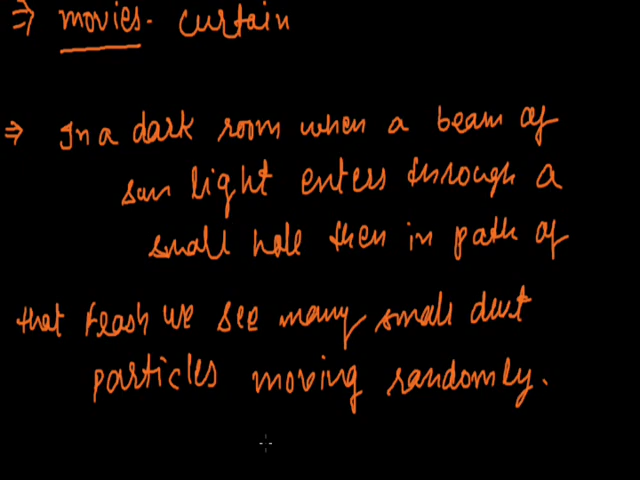 ⇒ movies - curtain
⇒ In a dark room when a beam of
sun light enters through a
small hole then in path of
that we see many small dust
particles moving randomly.